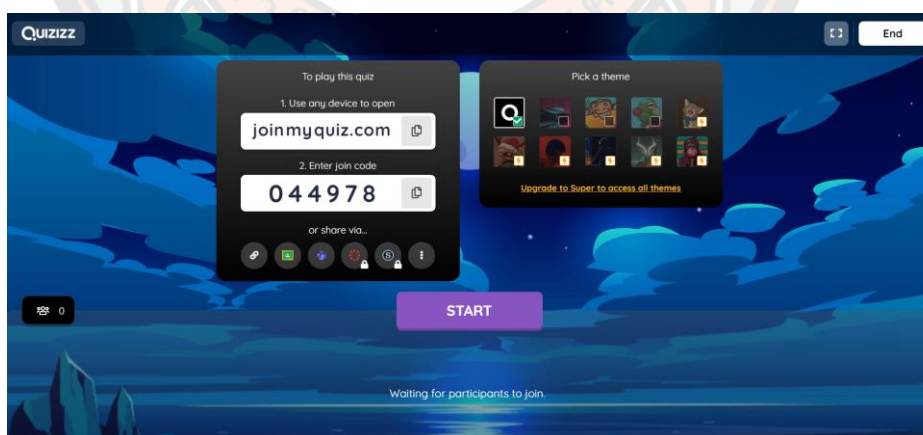 Quizizz
End
To play this quiz
1. Use any device to open
joinmyquiz.com
2. Enter join code
044978
or share via...
Pick a theme
Upgrade to Super to access all themes
0
START
Waiting for participants to join